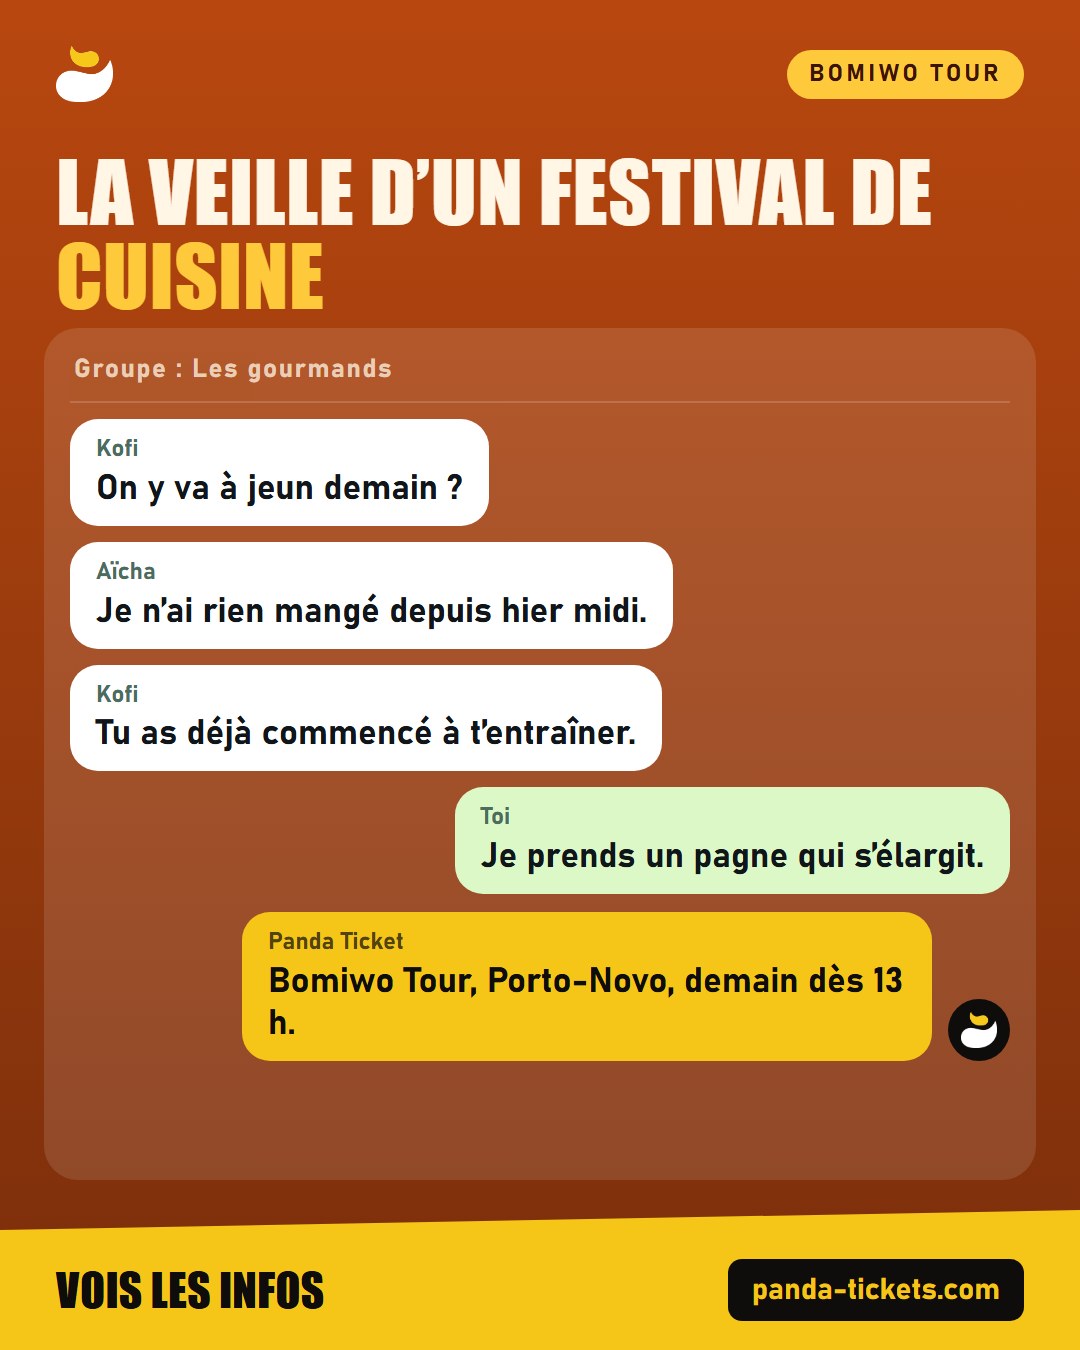 BOMIWO TOUR
LA VEILLE D’UN FESTIVAL DE
CUISINE
Groupe : Les gourmands
Kofi
On y va à jeun demain ?
Aïcha
Je n’ai rien mangé depuis hier midi.
Kofi
Tu as déjà commencé à t’entraîner.
Toi
Je prends un pagne qui s’élargit.
Panda Ticket
Bomiwo Tour, Porto-Novo, demain dès 13
h.
VOIS LES INFOS
panda-tickets.com